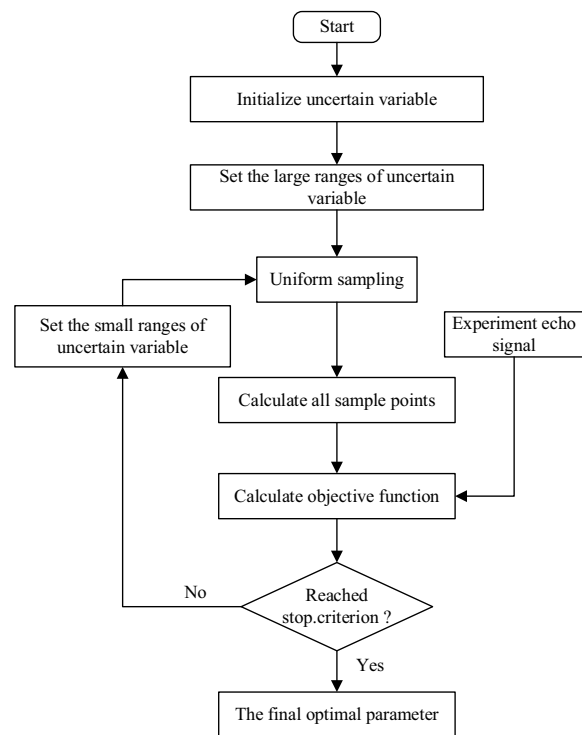 Start
Initialize uncertain variable
Set the large ranges of uncertain
variable
Uniform sampling
Set the small ranges of
uncertain variable
Experiment echo
signal
Calculate all sample points
Calculate objective function
No
Reached
stop.criterion ?
Yes
The final optimal parameter